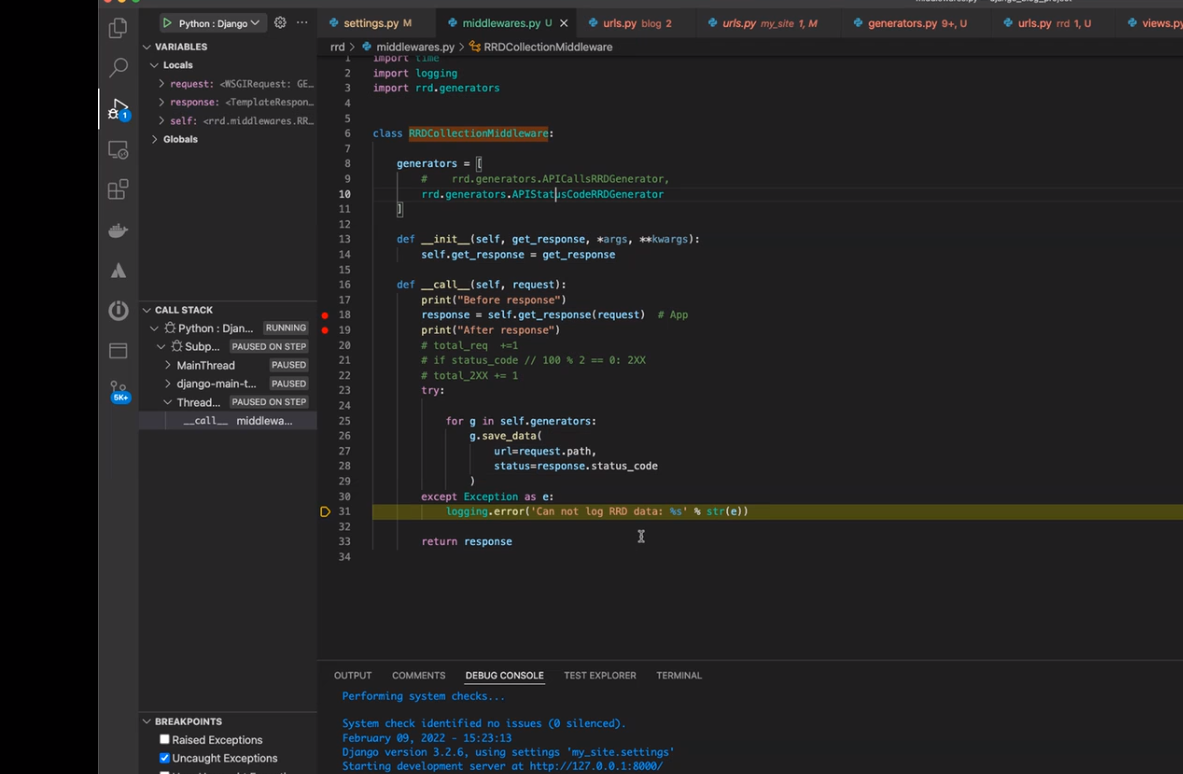 Python : Django
VARIABLES
Locals
request: <WSGIRequest: GE...
response: <TemplateRespon...
self: <rrd.middlewares.RR...
Globals
CALL STACK
Python : Djan... RUNNING
Subp... PAUSED ON STEP
MainThread PAUSED
django-main-t... PAUSED
Thread... PAUSED ON STEP
__call__ middlewa...
BREAKPOINTS
Raised Exceptions
Uncaught Exceptions
1
5K+
settings.py M
middlewares.py U
urls.py blog 2
urls.py my_site 1, M
generators.py 9+, U
urls.py rrd 1, U
views.py
rrd > middlewares.py > RRDCollectionMiddleware
1 import time
2 import logging
3 import rrd.generators
4
5
6 class RRDCollectionMiddleware:
7
8 generators = [
9 # rrd.generators.APICallsRRDGenerator,
10 rrd.generators.APIStatusCodeRRDGenerator
11 ]
12
13 def __init__(self, get_response, *args, **kwargs):
14 self.get_response = get_response
15
16 def __call__(self, request):
17 print("Before response")
18 response = self.get_response(request) # App
19 print("After response")
20 # total_req +=1
21 # if status_code // 100 % 2 == 0: 2XX
22 # total_2XX += 1
23 try:
24
25 for g in self.generators:
26 g.save_data(
27 url=request.path,
28 status=response.status_code
29 )
30 except Exception as e:
31 logging.error('Can not log RRD data: %s' % str(e))
32
33 return response
34
OUTPUT COMMENTS DEBUG CONSOLE TEST EXPLORER TERMINAL
Performing system checks...
System check identified no issues (0 silenced).
February 09, 2022 - 15:23:13
Django version 3.2.6, using settings 'my_site.settings'
Starting development server at http://127.0.0.1:8000/